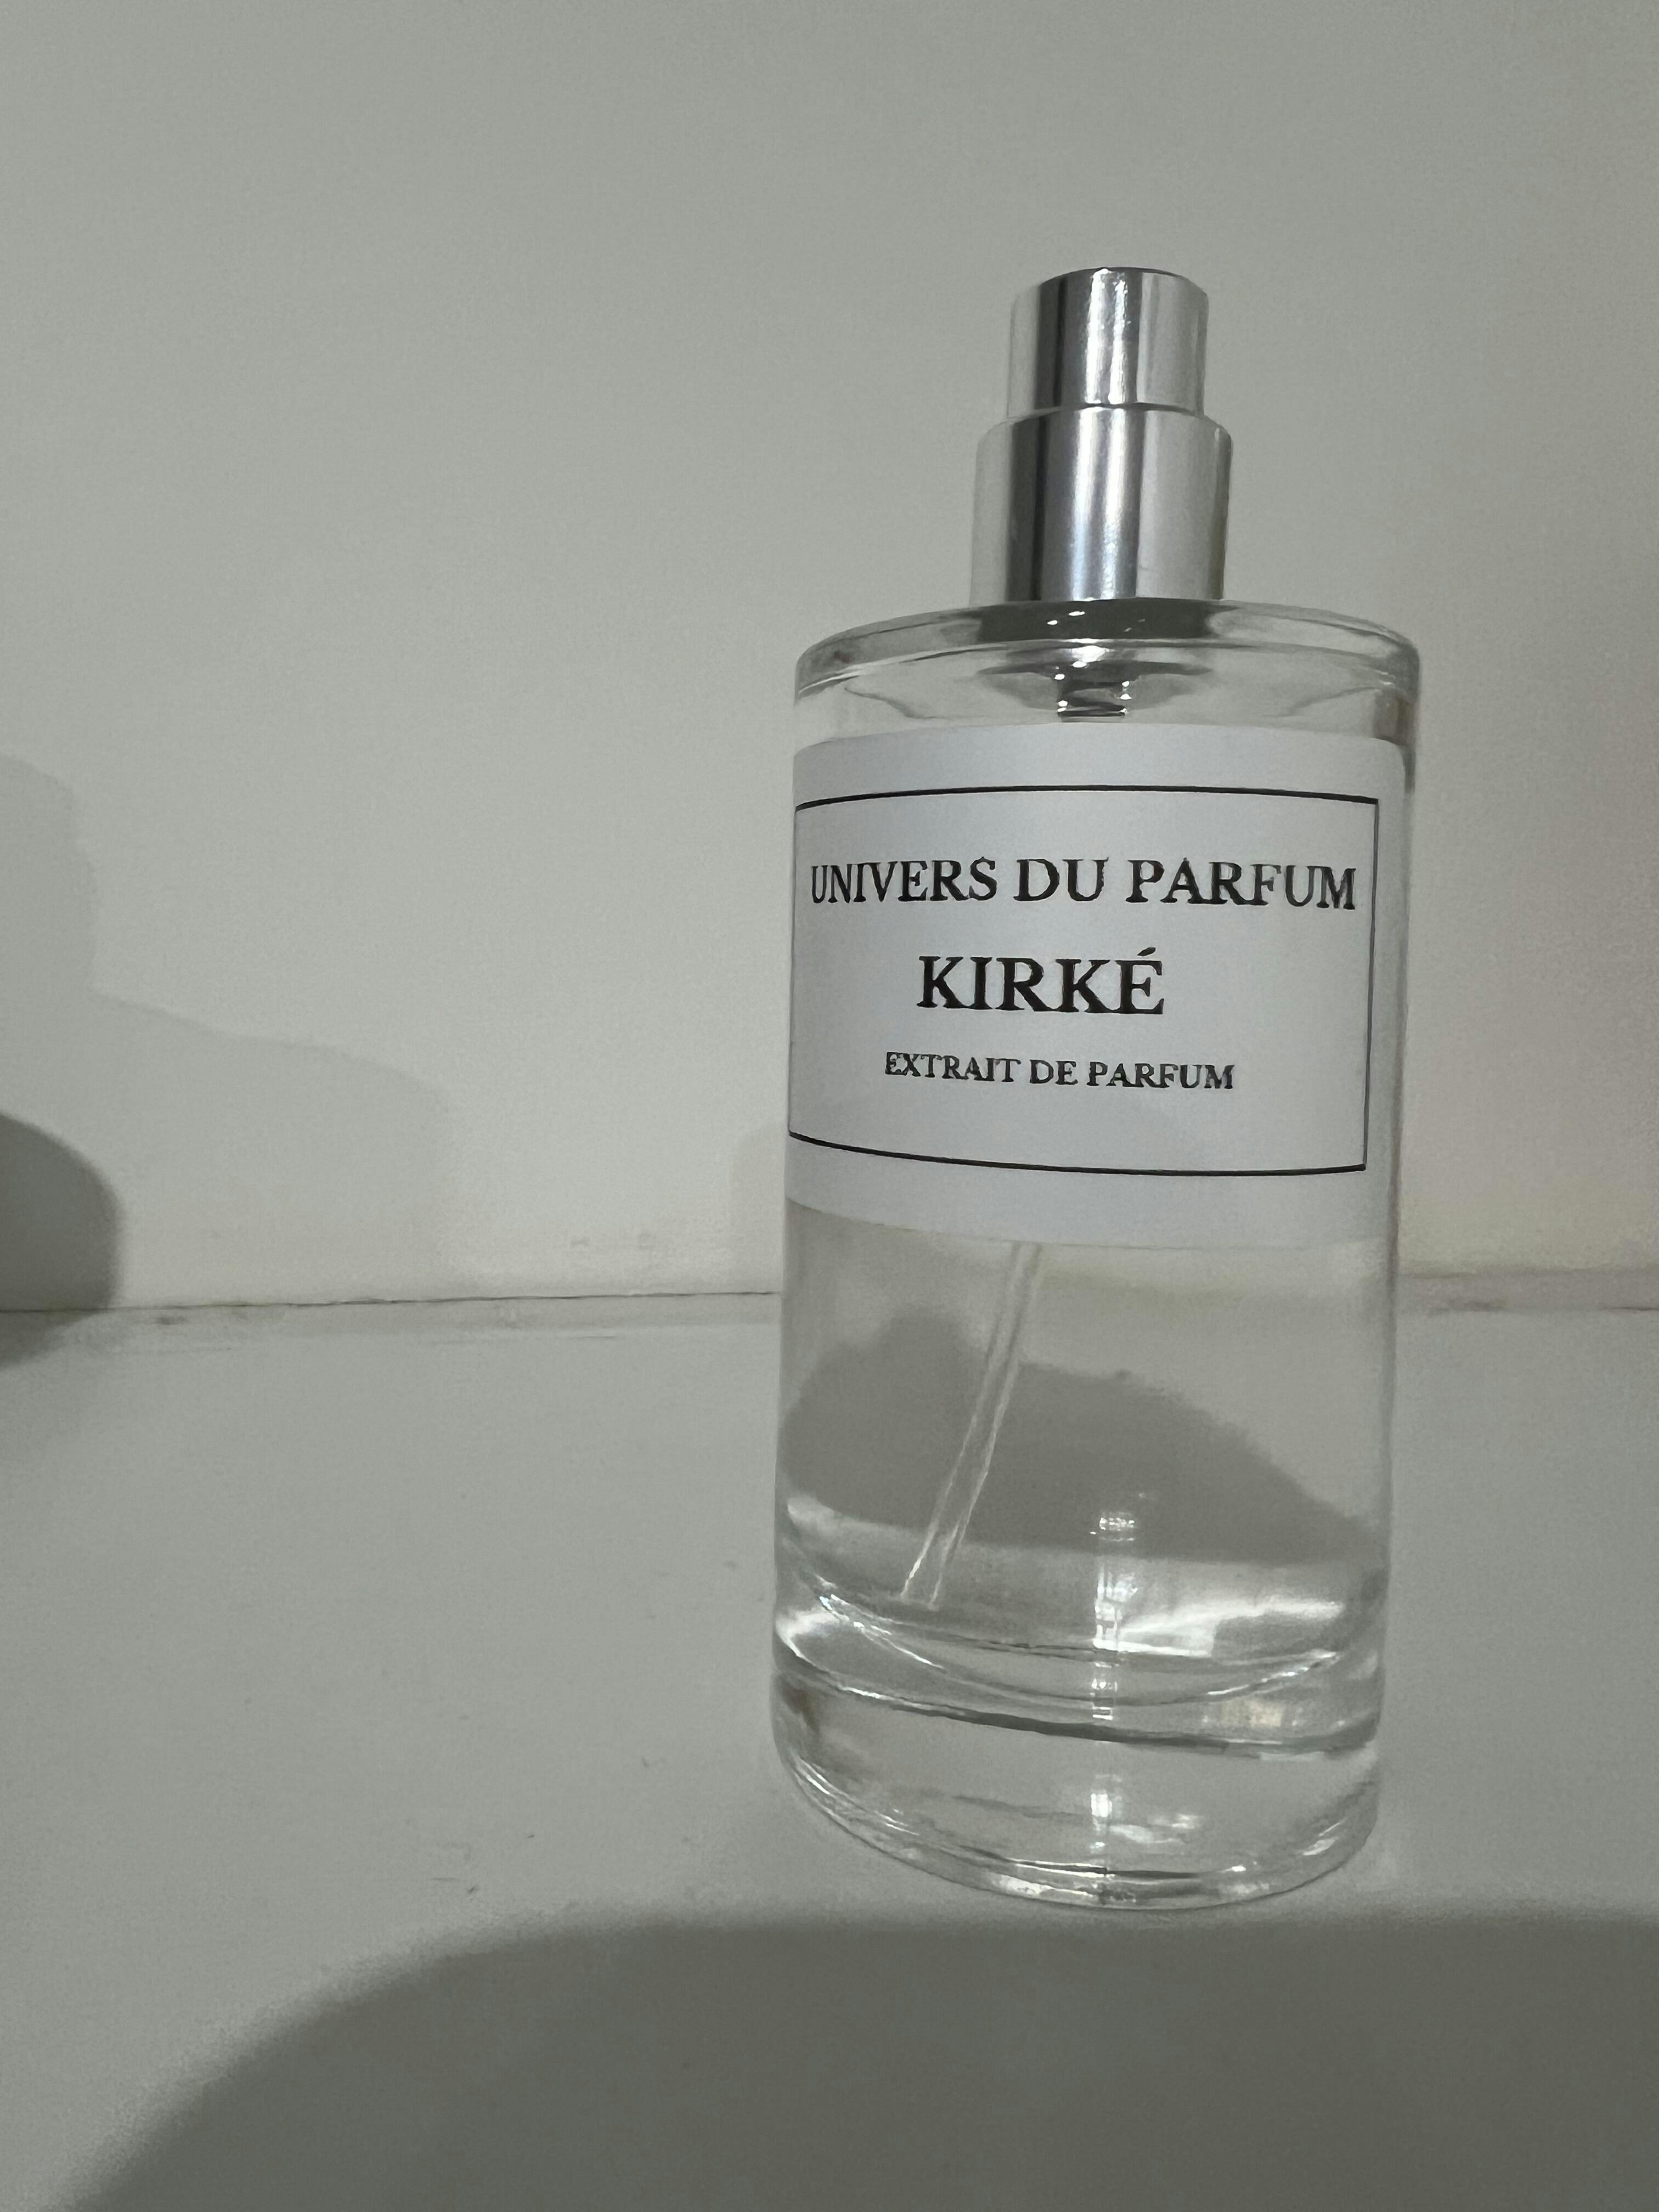 UNIVERS DU PARFUM
KIRKÉ
EXTRAIT DE PARFUM